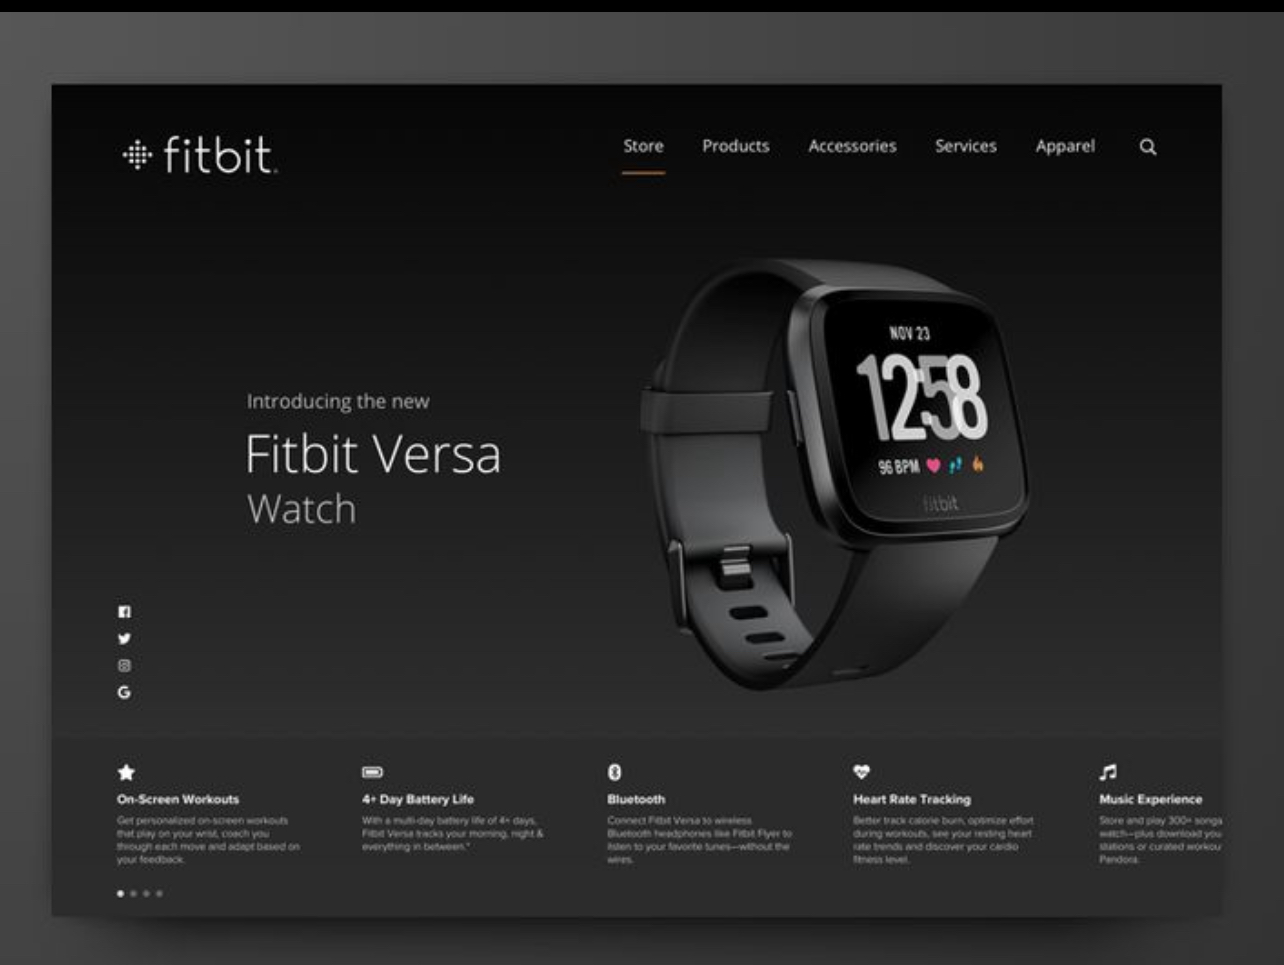 fitbit
Store
Products
Accessories
Services
Apparel
Introducing the new
Fitbit Versa
Watch
NOV 23
12:58
96 BPM
fitbit
G
On-Screen Workouts
Get personalized on-screen workouts
that play on your wrist, coach you
through each move and adapt based on
your feedback.
4+ Day Battery Life
With a multi-day battery life of 4+ days,
Fitbit Versa tracks your morning, night &
everything in between.*
Bluetooth
Connect Fitbit Versa to wireless
Bluetooth headphones like Fitbit Flyer to
listen to your favorite tunes—without the
wires.
Heart Rate Tracking
Better track calorie burn, optimize effort
during workouts, see your resting heart
rate trends and discover your cardio
fitness level.
Music Experience
Store and play 300+ songs
watch—plus download you
stations or curated workou
Pandora.